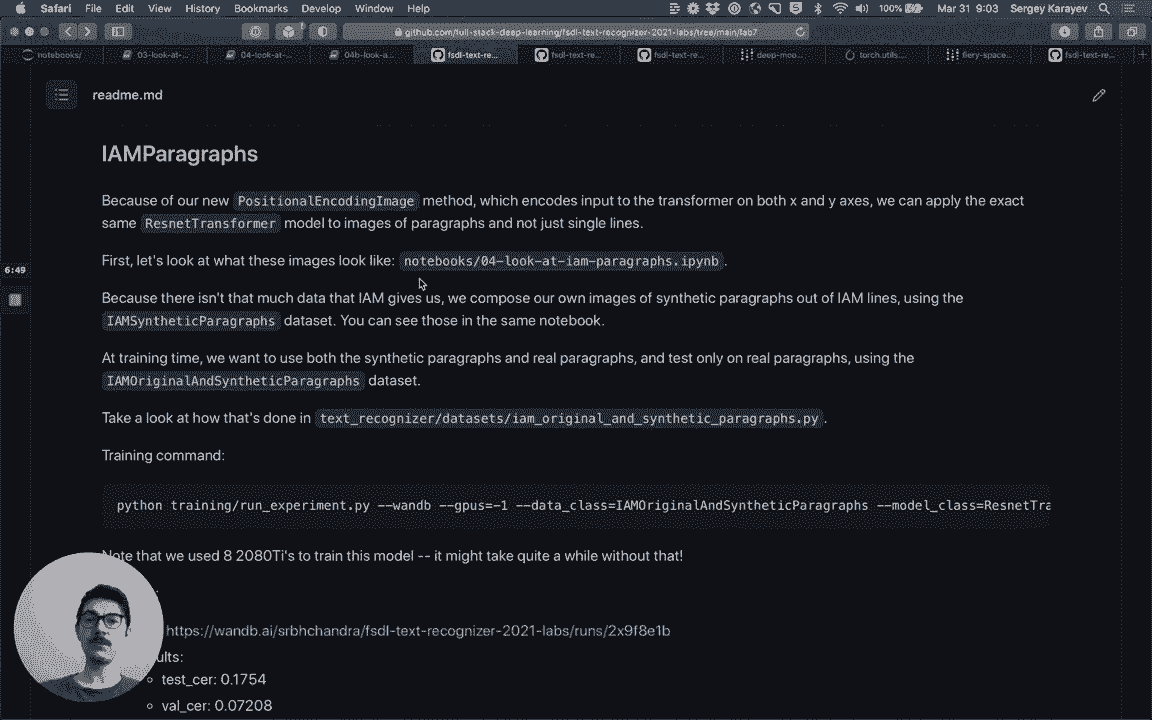 Safari File Edit View History Bookmarks Develop Window Help 100% Mar 31 9:03 Sergey Karayev
github.com/full-stack-deep-learning/fsdl-text-recognizer-2021-labs/tree/main/lab7
notebooks/ 03-look-at-... 04-look-at-... 04b-look-a... fsdl-text-re... fsdl-text-re... fsdl-text-re... deep-moo... torch.utils.... fiery-space... fsdl-text-re...
readme.md
IAMParagraphs
Because of our new PositionalEncodingImage method, which encodes input to the transformer on both x and y axes, we can apply the exact
same ResnetTransformer model to images of paragraphs and not just single lines.
First, let's look at what these images look like: notebooks/04-look-at-iam-paragraphs.ipynb.
6:49
Because there isn't that much data that IAM gives us, we compose our own images of synthetic paragraphs out of IAM lines, using the
IAMSyntheticParagraphs dataset. You can see those in the same notebook.
At training time, we want to use both the synthetic paragraphs and real paragraphs, and test only on real paragraphs, using the
IAMOriginalAndSyntheticParagraphs dataset.
Take a look at how that's done in text_recognizer/datasets/iam_original_and_synthetic_paragraphs.py.
Training command:
python training/run_experiment.py --wandb --gpus=-1 --data_class=IAMOriginalAndSyntheticParagraphs --model_class=ResnetTra
Note that we used 8 2080Ti's to train this model -- it might take quite a while without that!
https://wandb.ai/srbhchandra/fsdl-text-recognizer-2021-labs/runs/2x9f8e1b
ults:
test_cer: 0.1754
val_cer: 0.07208